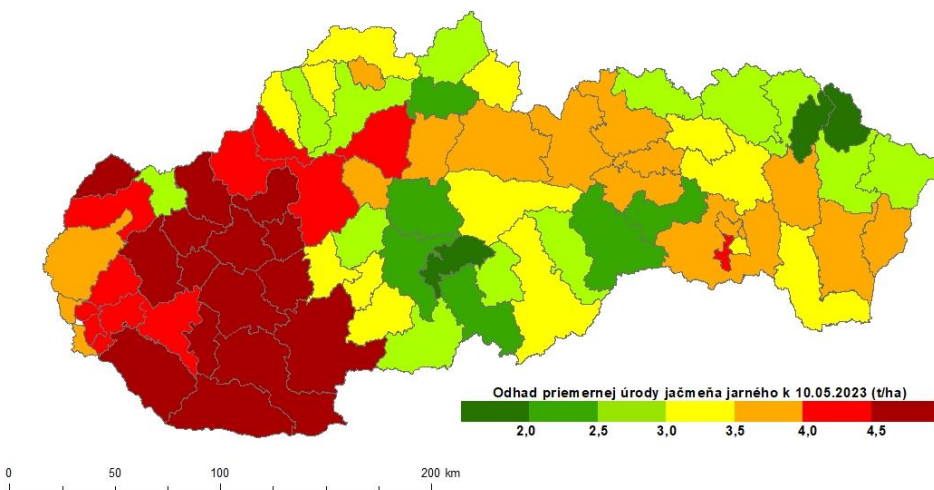 Odhad priemernej úrody jačmeňa jarného k 10.05.2023 (t/ha)
2,0 2,5 3,0 3,5 4,0 4,5
0 50 100 200 km